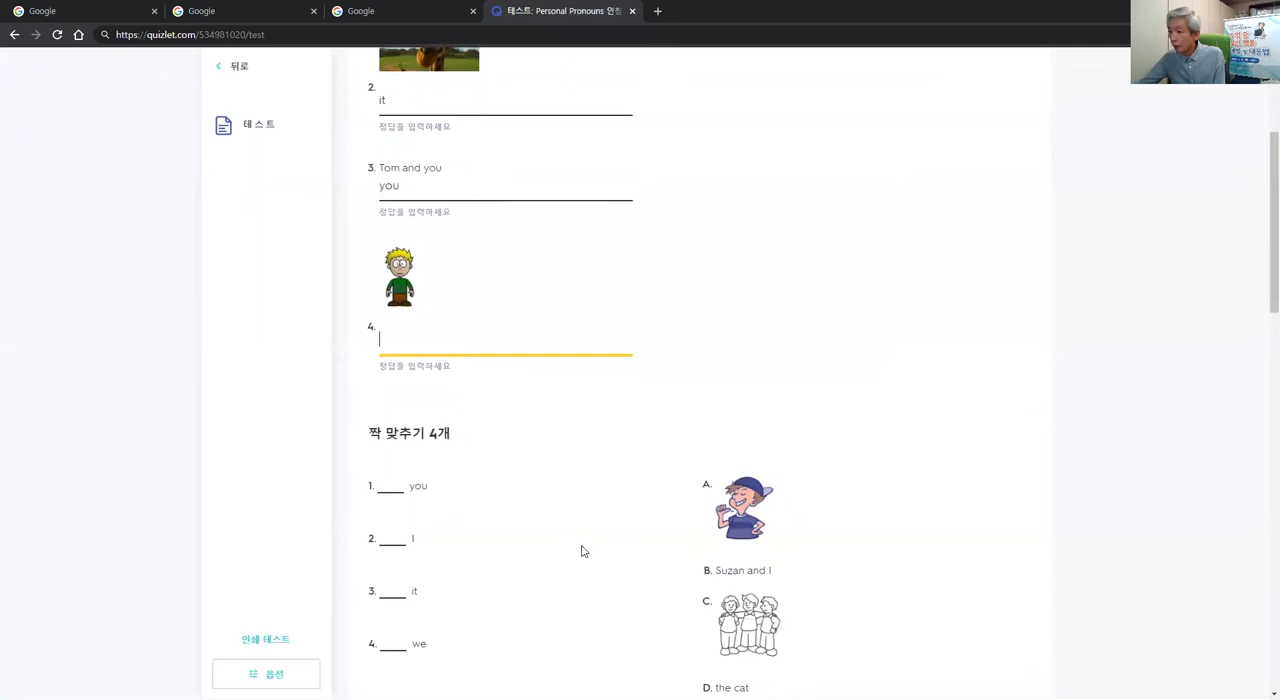 Google
Google
Google
테스트: Personal Pronouns 인칭
https://quizlet.com/534981020/test
뒤로
테스트
2.
it
정답을 입력하세요
3. Tom and you
you
정답을 입력하세요
4.
정답을 입력하세요
짝 맞추기 4개
1. ____ you
2. ____ I
3. ____ it
4. ____ we
A.
B. Suzan and I
C.
D. the cat
인쇄 테스트
옵션